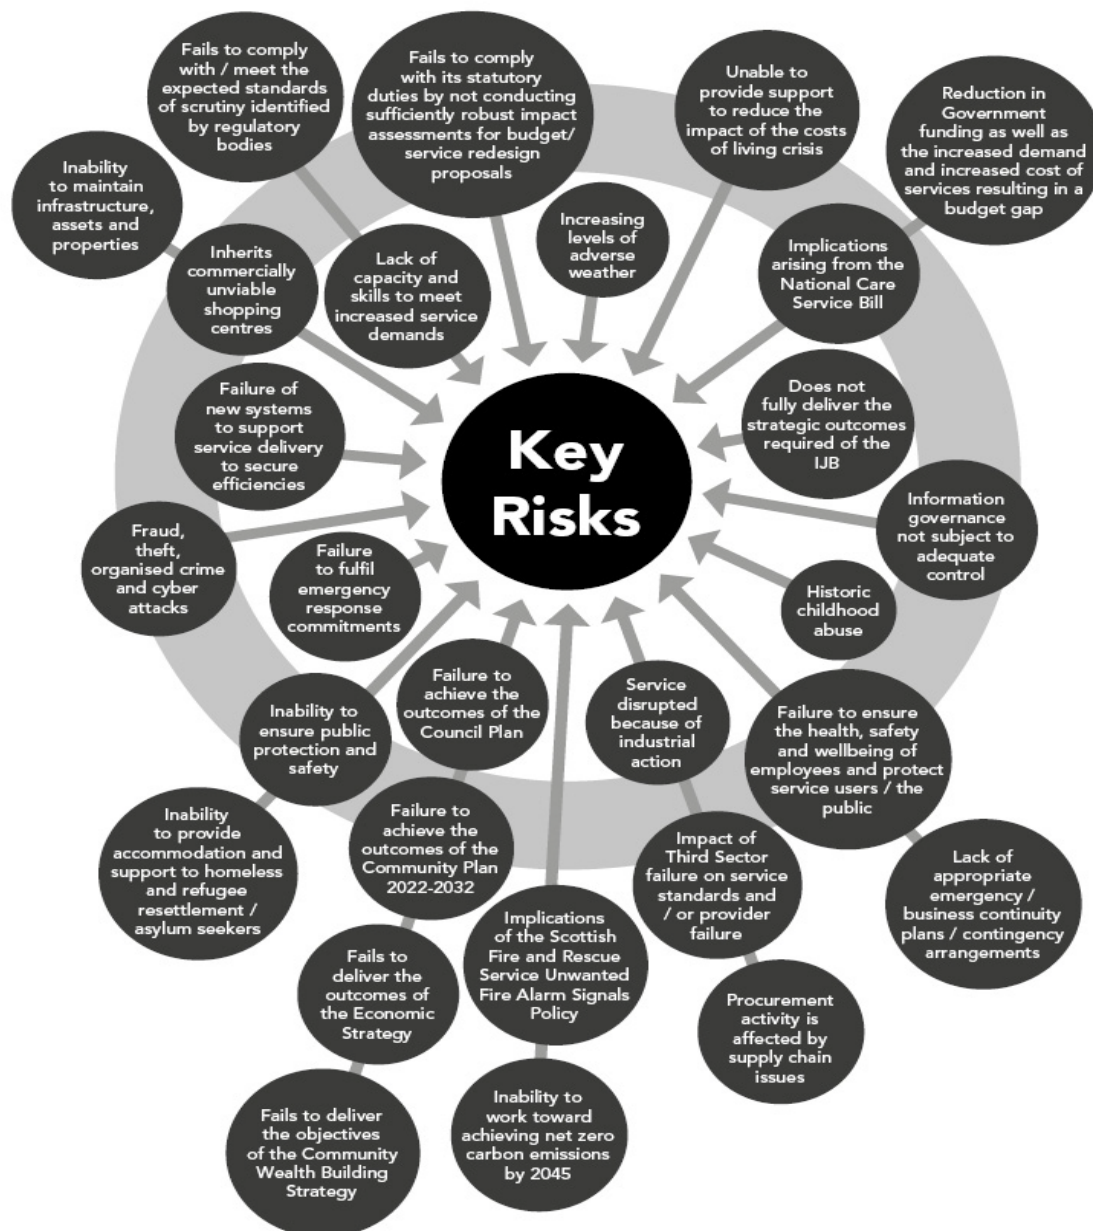 Fails to comply
with / meet the
expected standards
of scrutiny identified
by regulatory
bodies
Fails to comply
with its statutory
duties by not conducting
sufficiently robust impact
assessments for budget/
service redesign
proposals
Unable to
provide support
to reduce the
impact of the costs
of living crisis
Reduction in
Government
funding as well as
the increased demand
and increased cost of
services resulting in a
budget gap
Inability
to maintain
infrastructure,
assets and
properties
Inherits
commercially
unviable
shopping
centres
Lack of
capacity and
skills to meet
increased service
demands
Increasing
levels of
adverse
weather
Implications
arising from the
National Care
Service Bill
Failure of
new systems
to support
service delivery
to secure
efficiencies
Key
Risks
Does not
fully deliver the
strategic outcomes
required of the
IJB
Fraud,
theft,
organised crime
and cyber
attacks
Failure
to fulfil
emergency
response
commitments
Information
governance
not subject to
adequate
control
Historic
childhood
abuse
Inability to
ensure public
protection and
safety
Failure to
achieve the
outcomes of the
Council Plan
Service
disrupted
because of
industrial
action
Failure to ensure
the health, safety
and wellbeing of
employees and protect
service users / the
public
Inability
to provide
accommodation and
support to homeless
and refugee
resettlement /
asylum seekers
Failure to
achieve the
outcomes of the
Community Plan
2022-2032
Implications
of the Scottish
Fire and Rescue
Service Unwanted
Fire Alarm Signals
Policy
Impact of
Third Sector
failure on service
standards and
/ or provider
failure
Lack of
appropriate
emergency /
business continuity
plans / contingency
arrangements
Fails to
deliver the
outcomes of
the Economic
Strategy
Procurement
activity is
affected by
supply chain
issues
Fails to deliver
the objectives
of the Community
Wealth Building
Strategy
Inability to
work toward
achieving net zero
carbon emissions
by 2045